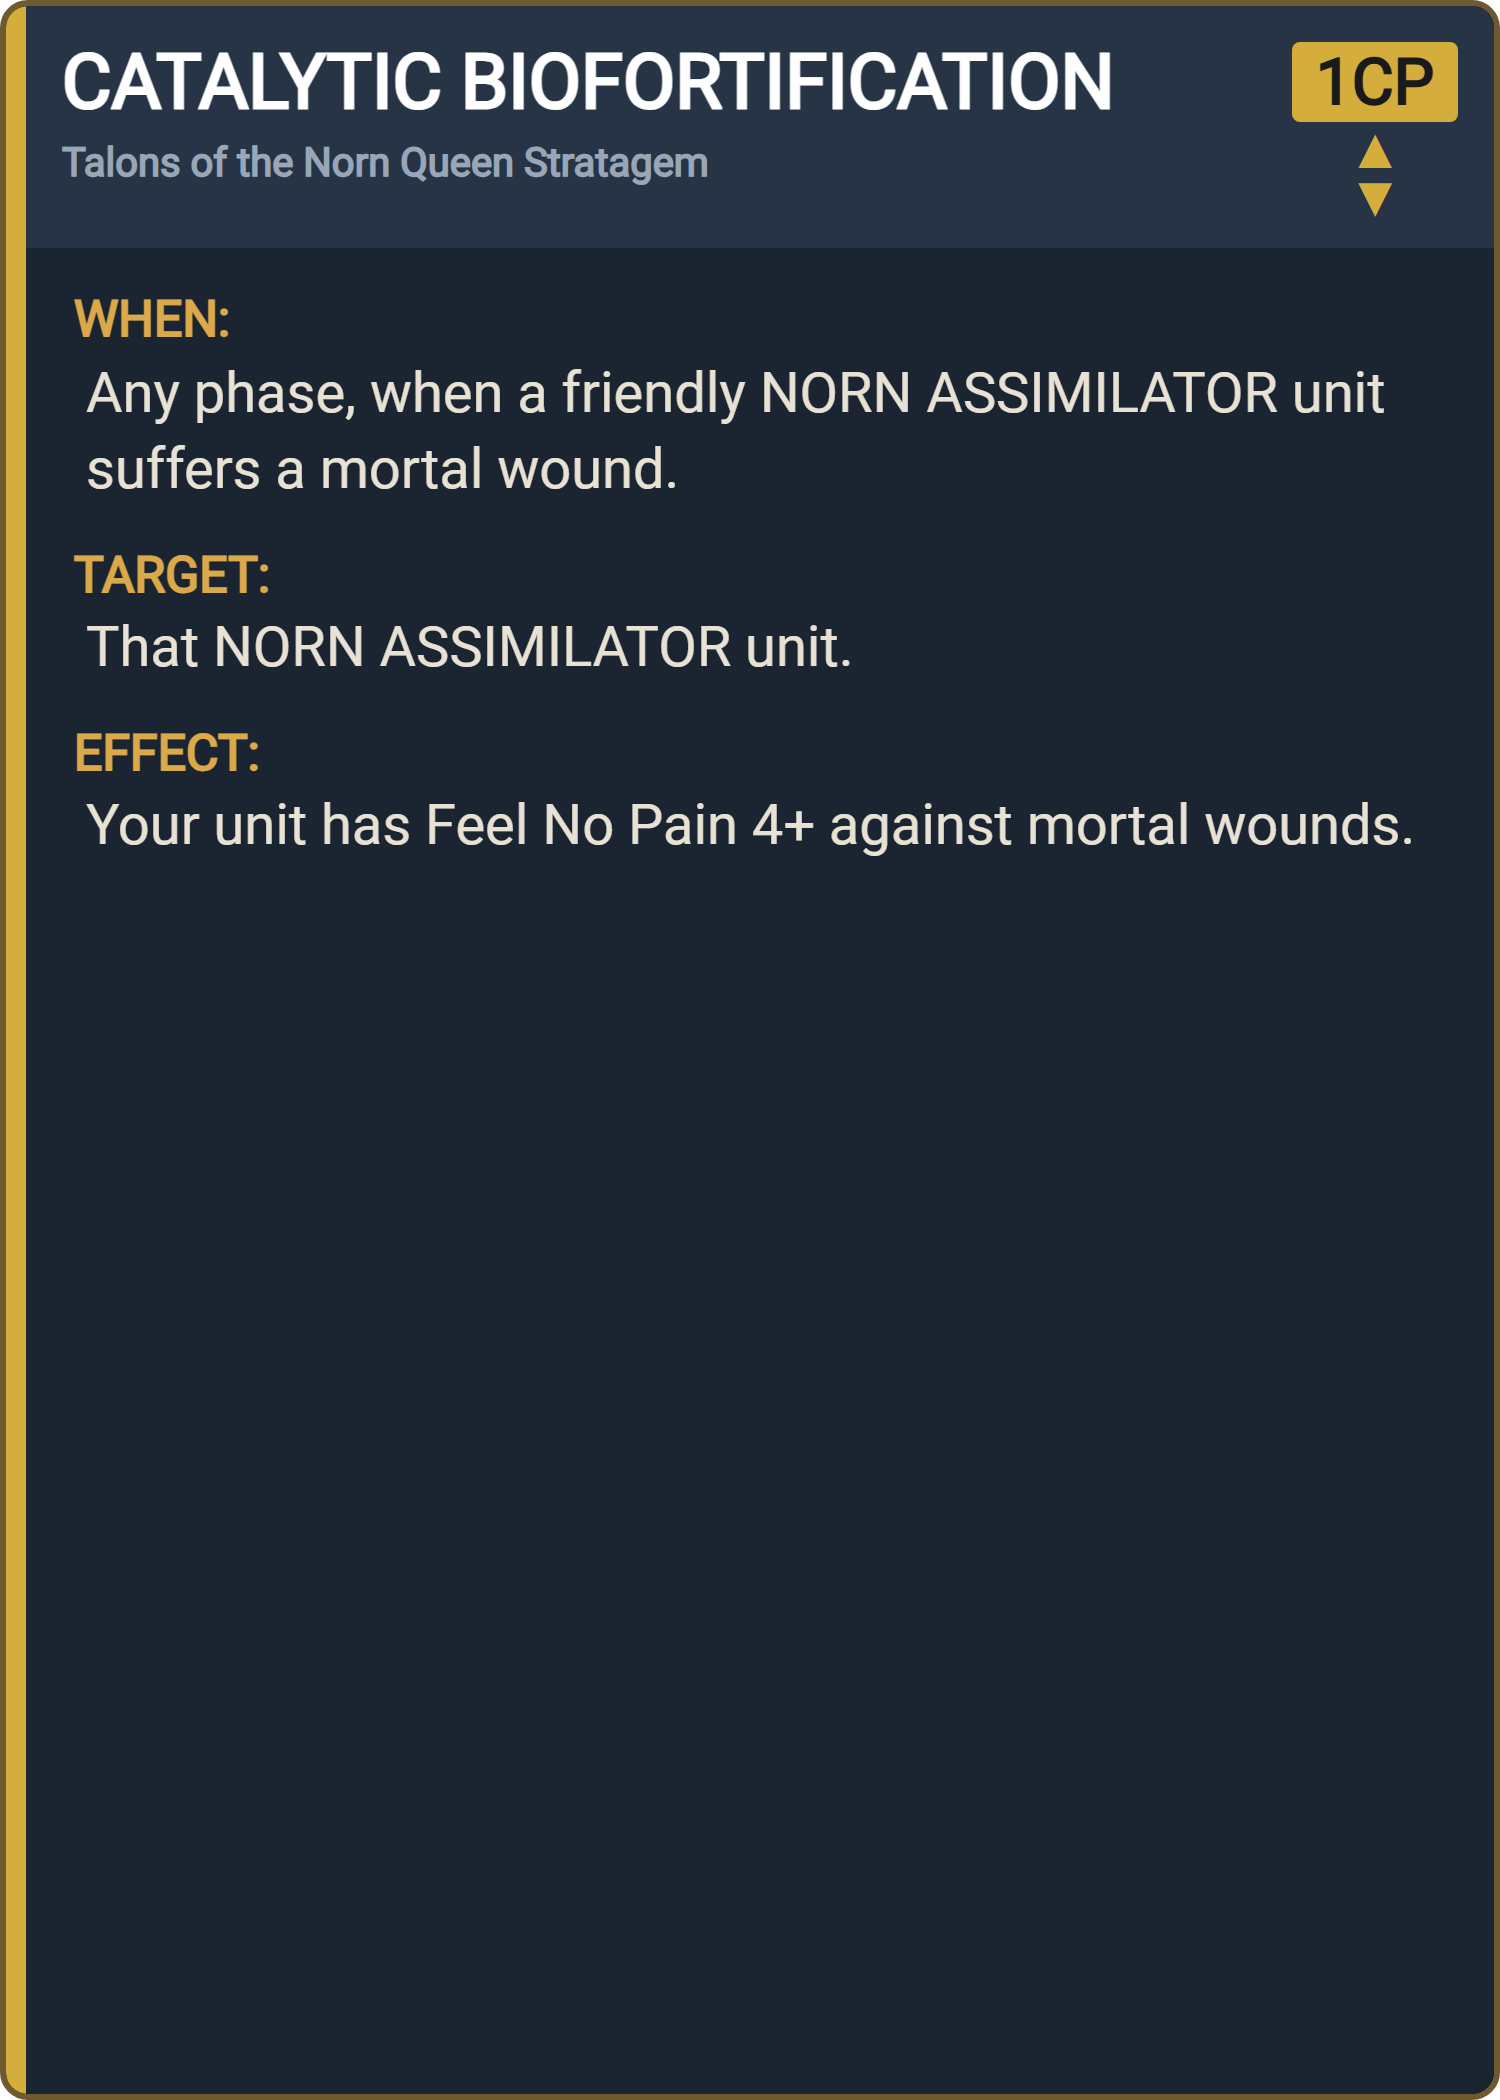 CATALYTIC BIOFORTIFICATION
Talons of the Norn Queen Stratagem
1CP
▲
▼
WHEN:
Any phase, when a friendly NORN ASSIMILATOR unit
suffers a mortal wound.
TARGET:
That NORN ASSIMILATOR unit.
EFFECT:
Your unit has Feel No Pain 4+ against mortal wounds.